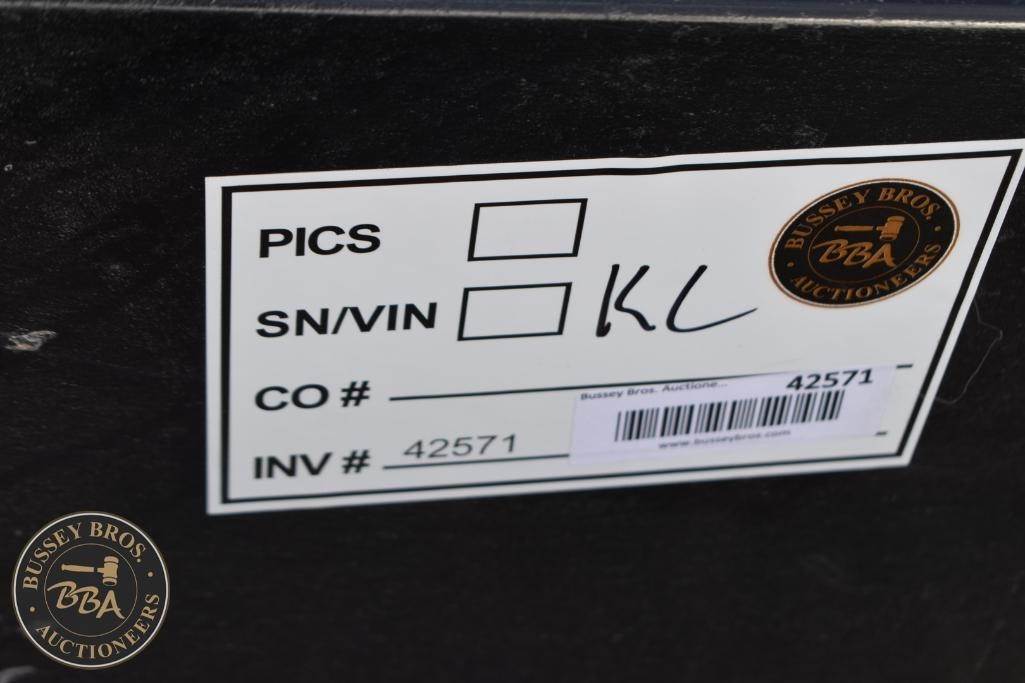 PICS
BUSSEY BROS.
BBA
AUCTIONEERS
SN/VIN KL
CO #
Bussey Bros. Auctione... 42571
www.busseybros.com
INV # 42571
BUSSEY BROS.
BBA
AUCTIONEERS